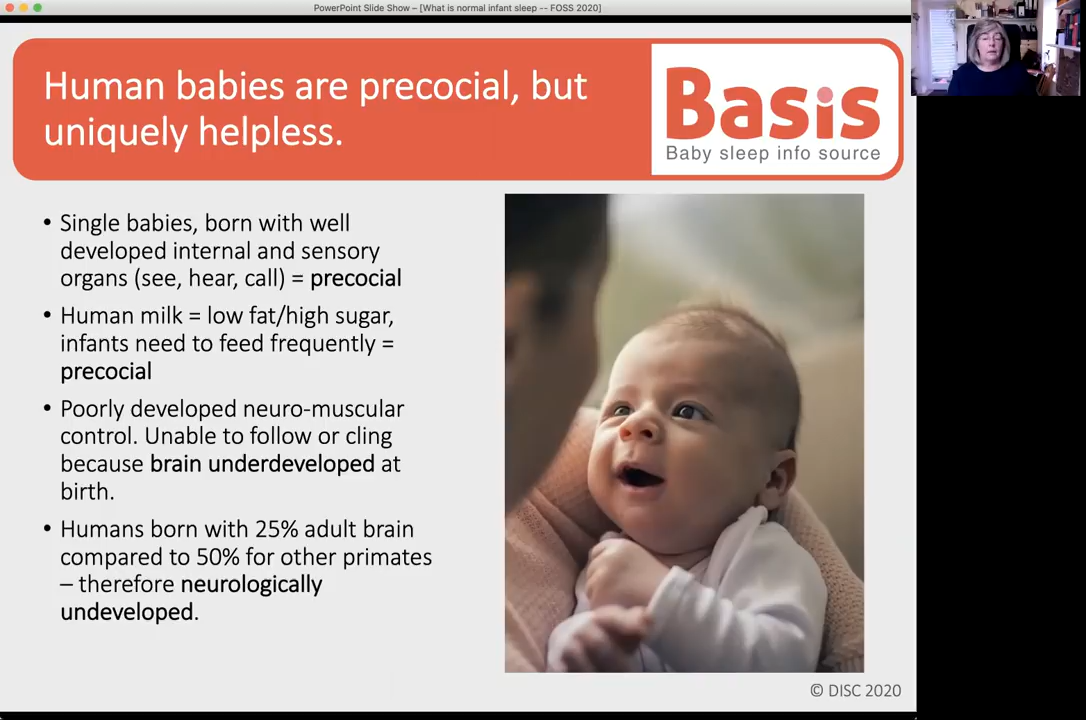 PowerPoint Slide Show – [What is normal infant sleep -- FOSS 2020]
Human babies are precocial, but
uniquely helpless.
Basis
Baby sleep info source
• Single babies, born with well
developed internal and sensory
organs (see, hear, call) = precocial
• Human milk = low fat/high sugar,
infants need to feed frequently =
precocial
• Poorly developed neuro-muscular
control. Unable to follow or cling
because brain underdeveloped at
birth.
• Humans born with 25% adult brain
compared to 50% for other primates
– therefore neurologically
undeveloped.
© DISC 2020